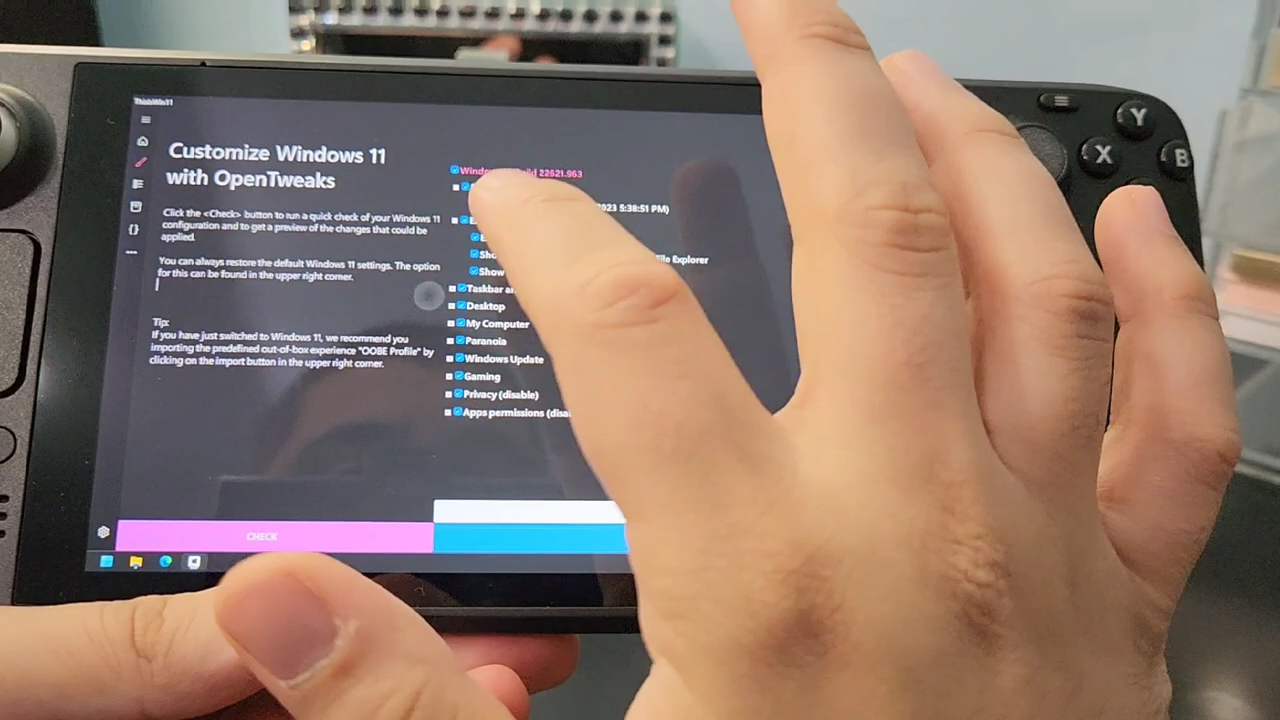 ThisIsWin11
Customize Windows 11
with OpenTweaks
Click the <Check> button to run a quick check of your Windows 11
configuration and to get a preview of the changes that could be
applied.
You can always restore the default Windows 11 settings. The option
for this can be found in the upper right corner.
Tip:
If you have just switched to Windows 11, we recommend you
importing the predefined out-of-box experience "OOBE Profile" by
clicking on the import button in the upper right corner.
22621.963
2023 5:38:51 PM)
File Explorer
Show
Taskbar
Desktop
My Computer
Paranoia
Windows Update
Gaming
Privacy (disable)
Apps permissions
CHECK
Y
X
B